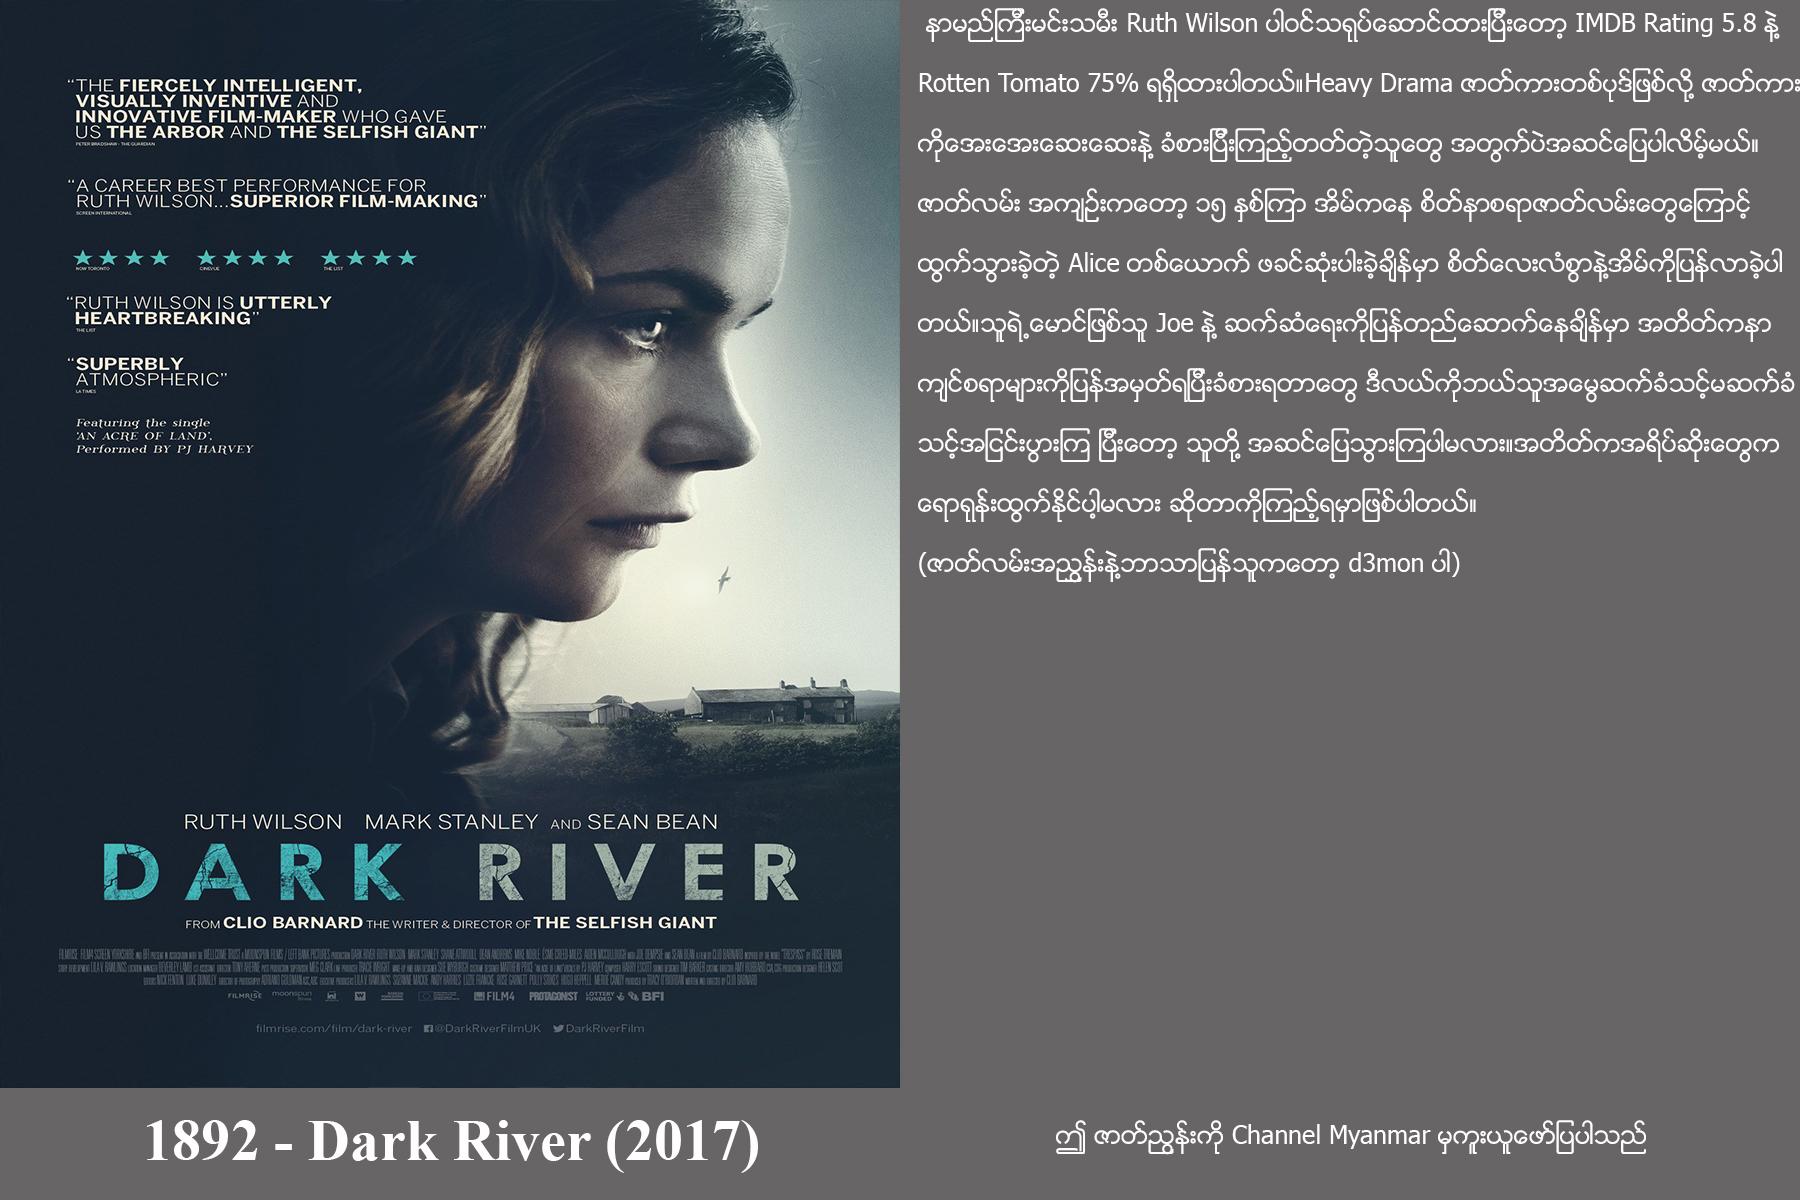 “THE FIERCELY INTELLIGENT,
VISUALLY INVENTIVE AND
INNOVATIVE FILM-MAKER WHO GAVE
US THE ARBOR AND THE SELFISH GIANT”
PETER BRADSHAW - THE GUARDIAN
“A CAREER BEST PERFORMANCE FOR
RUTH WILSON...SUPERIOR FILM-MAKING”
SCREEN INTERNATIONAL
NOW TORONTO CINEVUE THE LIST
“RUTH WILSON IS UTTERLY
HEARTBREAKING”
THE LIST
“SUPERBLY
ATMOSPHERIC”
LA TIMES
Featuring the single
‘AN ACRE OF LAND’,
Performed BY PJ HARVEY
RUTH WILSON MARK STANLEY AND SEAN BEAN
DARK RIVER
FROM CLIO BARNARD THE WRITER & DIRECTOR OF THE SELFISH GIANT
FILMRISE moonspun FILM4 PROTAGONIST LOTTERY FUNDED BFI
filmrise.com/film/dark-river @DarkRiverFilmUK DarkRiverFilm
1892 - Dark River (2017)
နာမည်ကြီးမင်းသမီး Ruth Wilson ပါဝင်သရုပ်ဆောင်ထားပြီးတော့ IMDB Rating 5.8 နဲ့
Rotten Tomato 75% ရရှိထားပါတယ်။Heavy Drama ဇာတ်ကားတစ်ပုဒ်ဖြစ်လို့ ဇာတ်ကား
ကိုအေးအေးဆေးဆေးနဲ့ ခံစားပြီးကြည့်တတ်တဲ့သူတွေ အတွက်ပဲအဆင်ပြေပါလိမ့်မယ်။
ဇာတ်လမ်း အကျဉ်းကတော့ ၁၅ နှစ်ကြာ အိမ်ကနေ စိတ်နာစရာဇာတ်လမ်းတွေကြောင့်
ထွက်သွားခဲ့တဲ့ Alice တစ်ယောက် ဖခင်ဆုံးပါးခဲ့ချိန်မှာ စိတ်လေးလံစွာနဲ့အိမ်ကိုပြန်လာခဲ့ပါ
တယ်။သူရဲ့မောင်ဖြစ်သူ Joe နဲ့ ဆက်ဆံရေးကိုပြန်တည်ဆောက်နေချိန်မှာ အတိတ်ကနာ
ကျင်စရာများကိုပြန်အမှတ်ရပြီးခံစားရတာတွေ ဒီလယ်ကိုဘယ်သူအမွေဆက်ခံသင့်မဆက်ခံ
သင့်အငြင်းပွားကြ ပြီးတော့ သူတို့ အဆင်ပြေသွားကြပါမလား။အတိတ်ကအရိပ်ဆိုးတွေက
ရောရုန်းထွက်နိုင်ပါ့မလား ဆိုတာကိုကြည့်ရမှာဖြစ်ပါတယ်။
(ဇာတ်လမ်းအညွှန်းနဲ့ဘာသာပြန်သူကတော့ d3mon ပါ)
ဤ ဇာတ်ညွှန်းကို Channel Myanmar မှကူးယူဖော်ပြပါသည်